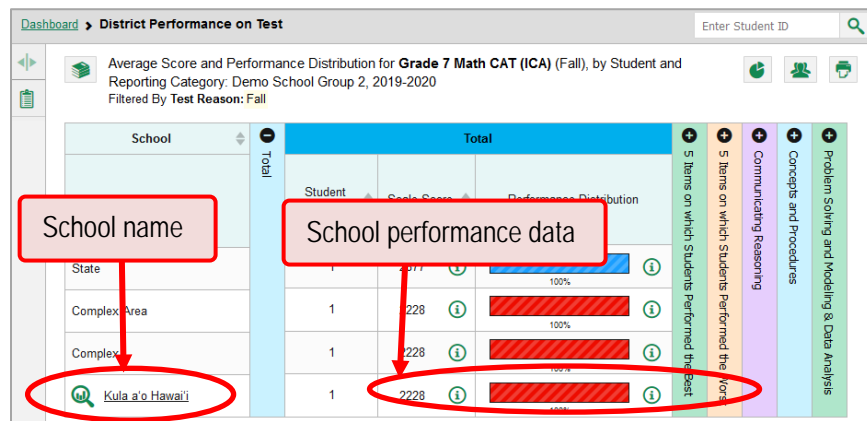 Dashboard > District Performance on Test
Enter Student ID
Average Score and Performance Distribution for Grade 7 Math CAT (ICA) (Fall), by Student and
Reporting Category: Demo School Group 2, 2019-2020
Filtered By Test Reason: Fall
School
Total
Total
5 Items on which Students Performed the Best
5 Items on which Students Performed the Worst
Communicating Reasoning
Concepts and Procedures
Problem Solving and Modeling & Data Analysis
Student
Scale Score
Performance Distribution
School name
School performance data
State
1
100%
Complex Area
1
2228
100%
Complex
1
2228
100%
Kula a'o Hawai'i
1
2228
100%